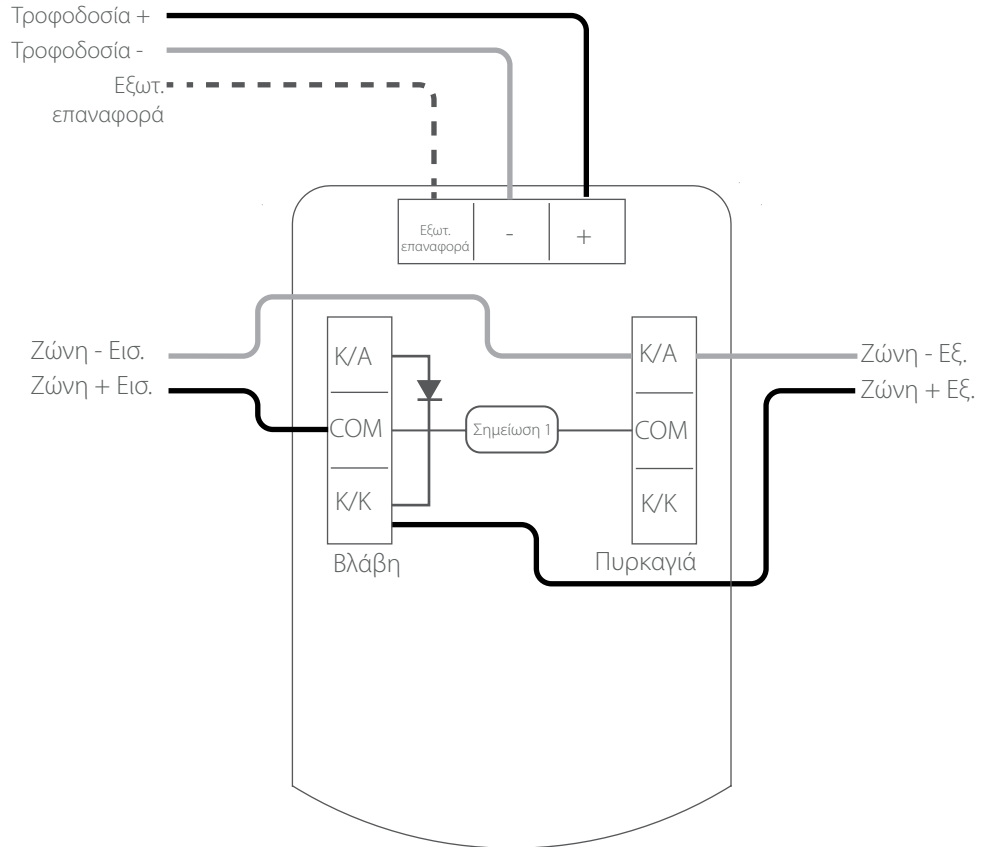 Τροφοδοσία +
Τροφοδοσία -
Εξωτ.
επαναφορά
Εξωτ.
επαναφορά
-
+
Ζώνη - Εισ.
Ζώνη + Εισ.
Κ/Α
COM
Κ/Κ
Βλάβη
Σημείωση 1
Κ/Α
COM
Κ/Κ
Πυρκαγιά
Ζώνη - Εξ.
Ζώνη + Εξ.